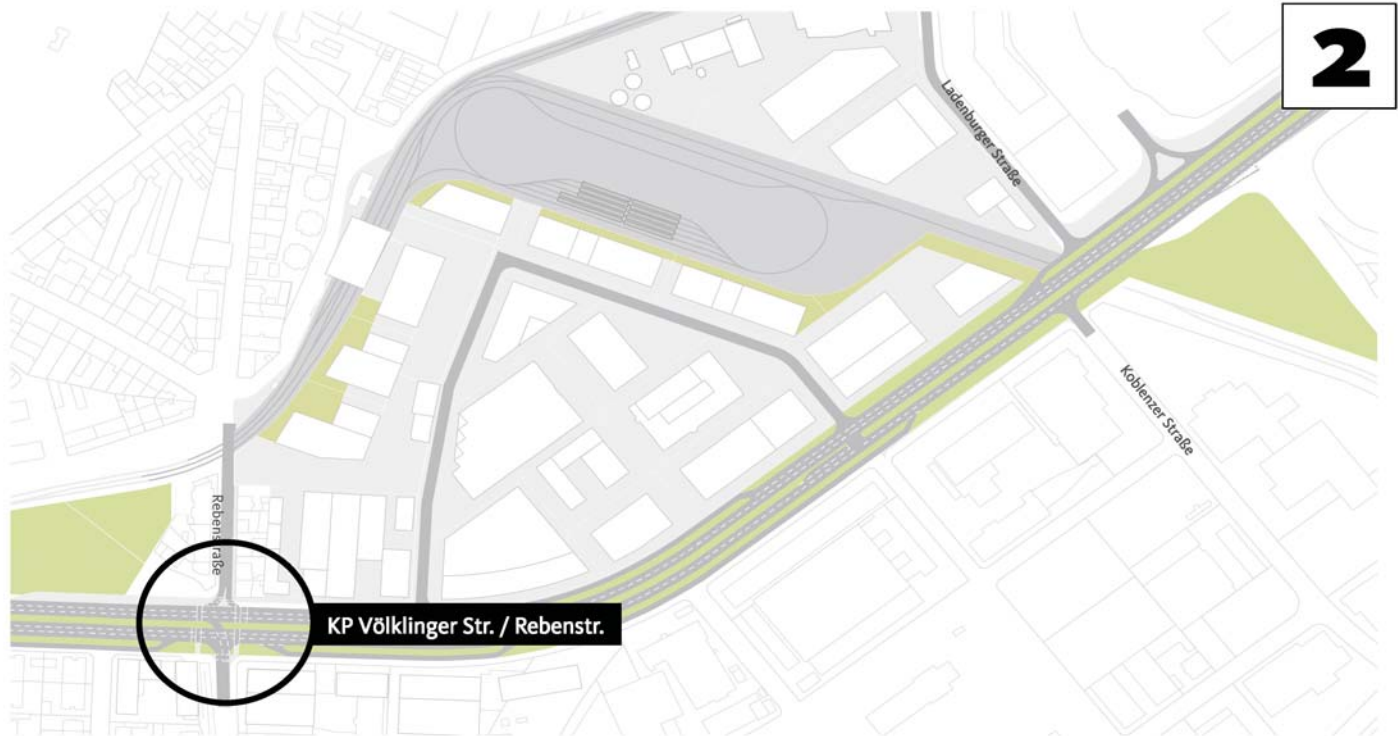 2
Ladenburger Straße
Koblenzer Straße
Rebenstraße
KP Völklinger Str. / Rebenstr.